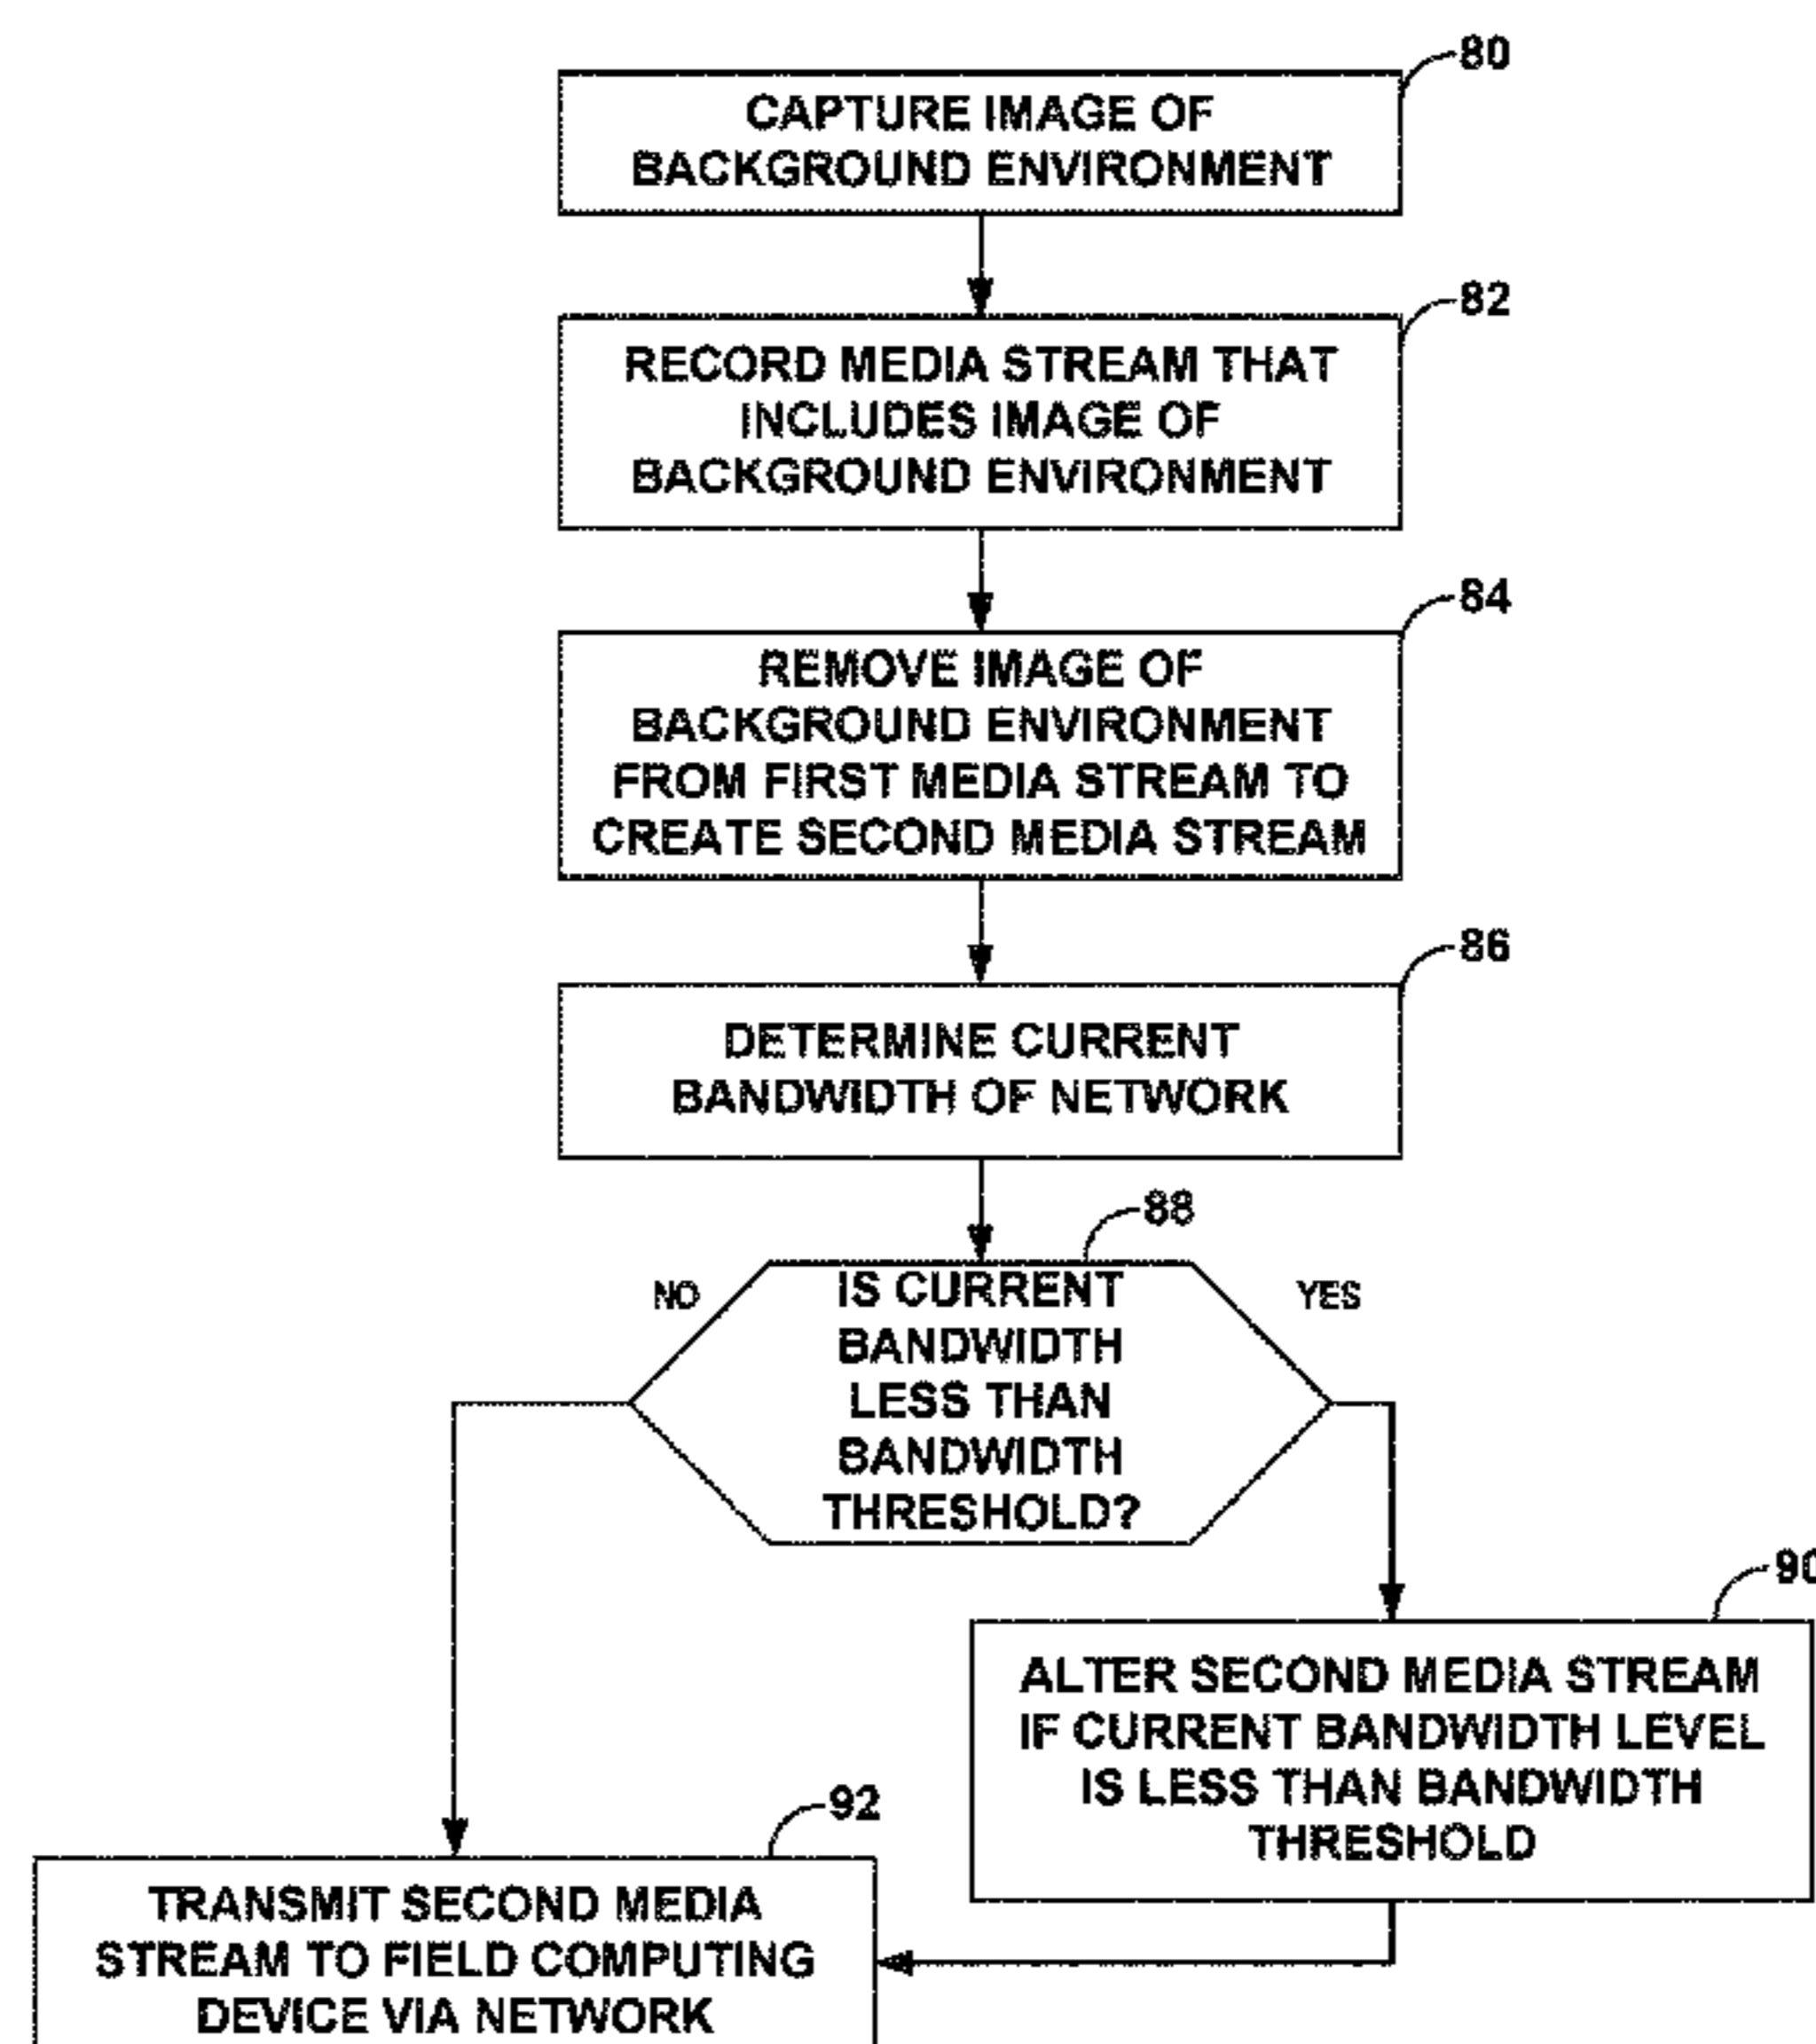 80
CAPTURE IMAGE OF
BACKGROUND ENVIRONMENT
82
RECORD MEDIA STREAM THAT
INCLUDES IMAGE OF
BACKGROUND ENVIRONMENT
84
REMOVE IMAGE OF
BACKGROUND ENVIRONMENT
FROM FIRST MEDIA STREAM TO
CREATE SECOND MEDIA STREAM
86
DETERMINE CURRENT
BANDWIDTH OF NETWORK
88
NO
YES
IS CURRENT
BANDWIDTH
LESS THAN
BANDWIDTH
THRESHOLD?
90
ALTER SECOND MEDIA STREAM
IF CURRENT BANDWIDTH LEVEL
IS LESS THAN BANDWIDTH
THRESHOLD
92
TRANSMIT SECOND MEDIA
STREAM TO FIELD COMPUTING
DEVICE VIA NETWORK